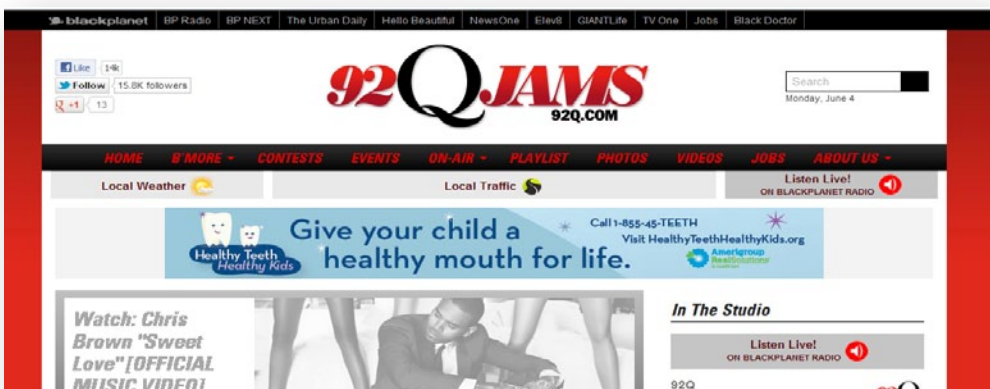 blackplanet BP Radio BP NEXT The Urban Daily Hello Beautiful NewsOne Elev8 GIANTLife TV One Jobs Black Doctor
Like 14k
Follow 15.8K followers
+1 13
92QJAMS
92Q.COM
Search
Monday, June 4
HOME B'MORE CONTESTS EVENTS ON-AIR PLAYLIST PHOTOS VIDEOS JOBS ABOUT US
Local Weather
Local Traffic
Listen Live!
ON BLACKPLANET RADIO
Healthy Teeth
Healthy Kids
Give your child a
healthy mouth for life.
Call 1-855-45-TEETH
Visit HealthyTeethHealthyKids.org
Amerigroup
RealSolutions
Watch: Chris
Brown "Sweet
Love" [OFFICIAL
MUSIC VIDEO]
In The Studio
Listen Live!
ON BLACKPLANET RADIO
92Q
92Q